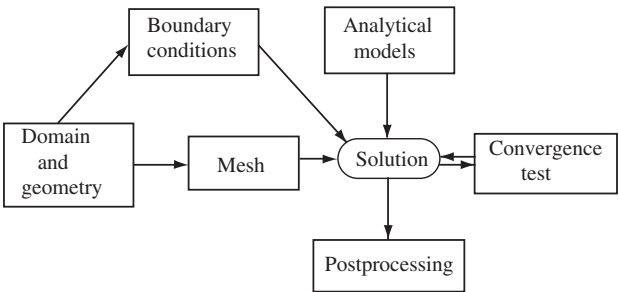 Boundary
conditions
Analytical
models
Domain
and
geometry
Mesh
Solution
Convergence
test
Postprocessing